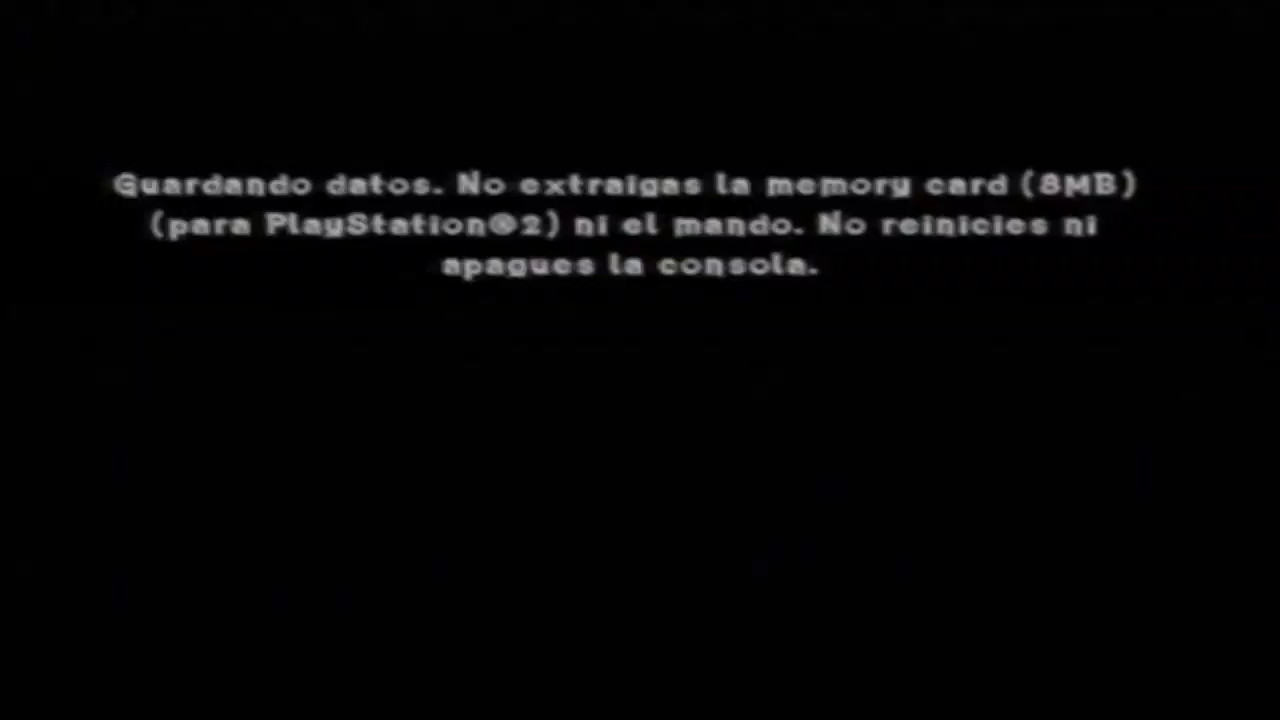 Guardando datos. No extraigas la memory card (8MB)
(para PlayStation®2) ni el mando. No reinicies ni
apagues la consola.